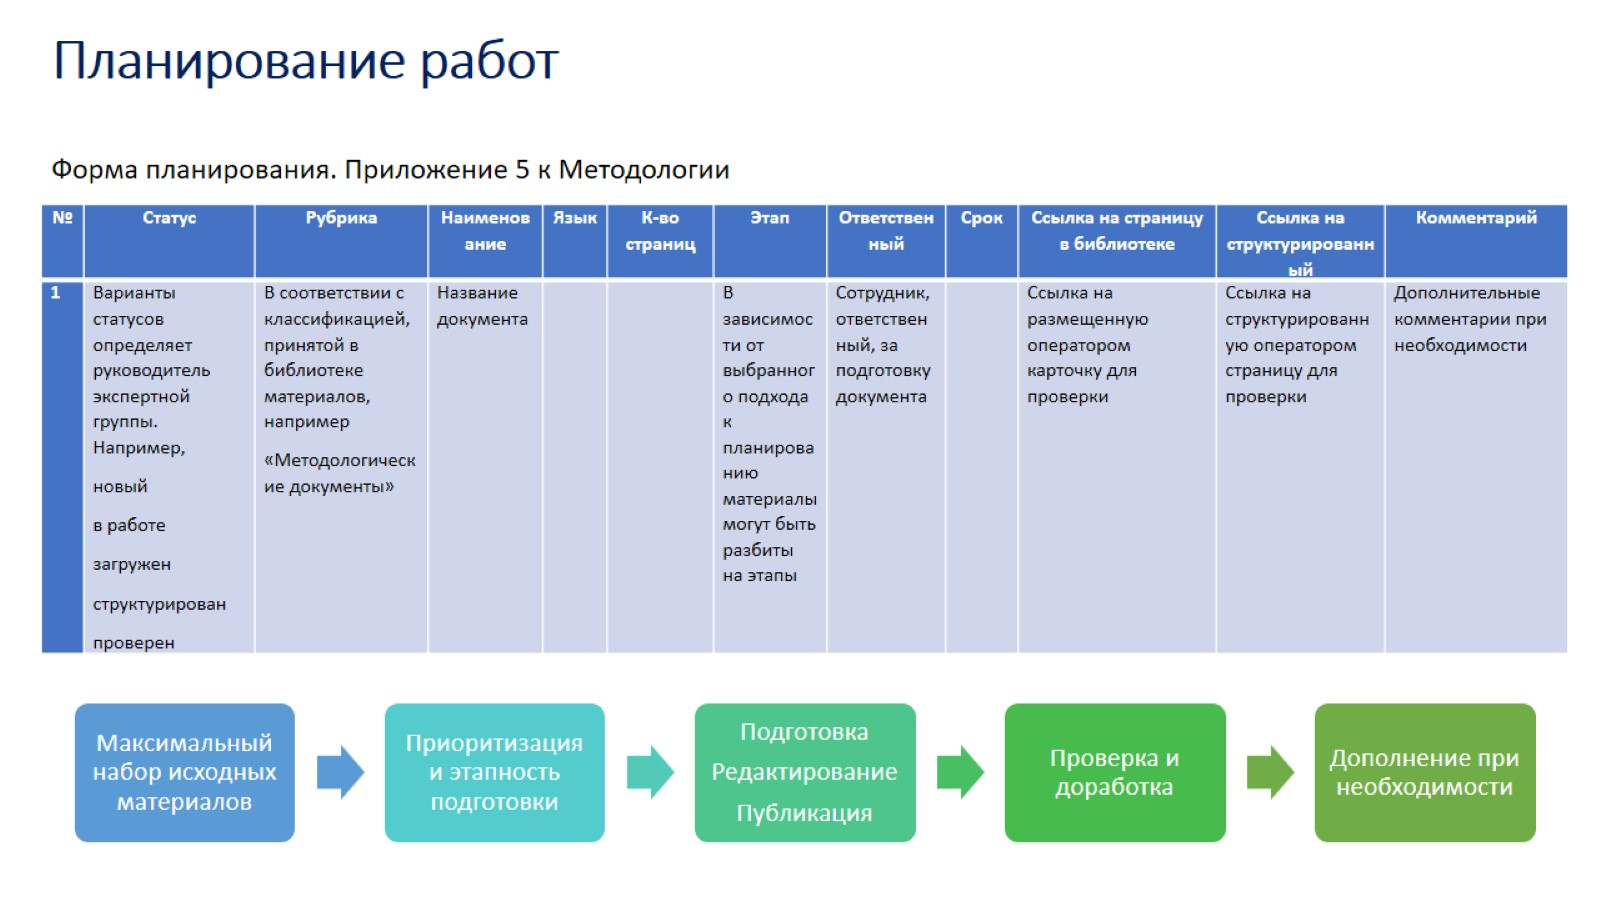 Планирование работ
Форма планирования. Приложение 5 к Методологии
№
Статус
Рубрика
Наименов
ание
Язык
К-во
страниц
Этап
Ответствен
ный
Срок
Ссылка на страницу
в библиотеке
Ссылка на
структурированн
ый
Комментарий
1
Варианты
статусов
определяет
руководитель
экспертной
группы.
Например,
новый
в работе
загружен
структурирован
проверен
В соответствии с
классификацией,
принятой в
библиотеке
материалов,
например
«Методологическ
ие документы»
Название
документа
В
зависимос
ти от
выбранног
о подхода
к
планирова
нию
материалы
могут быть
разбиты
на этапы
Сотрудник,
ответствен
ный, за
подготовку
документа
Ссылка на
размещенную
оператором
карточку для
проверки
Ссылка на
структурированн
ую оператором
страницу для
проверки
Дополнительные
комментарии при
необходимости
Максимальный
набор исходных
материалов
Приоритизация
и этапность
подготовки
Подготовка
Редактирование
Публикация
Проверка и
доработка
Дополнение при
необходимости